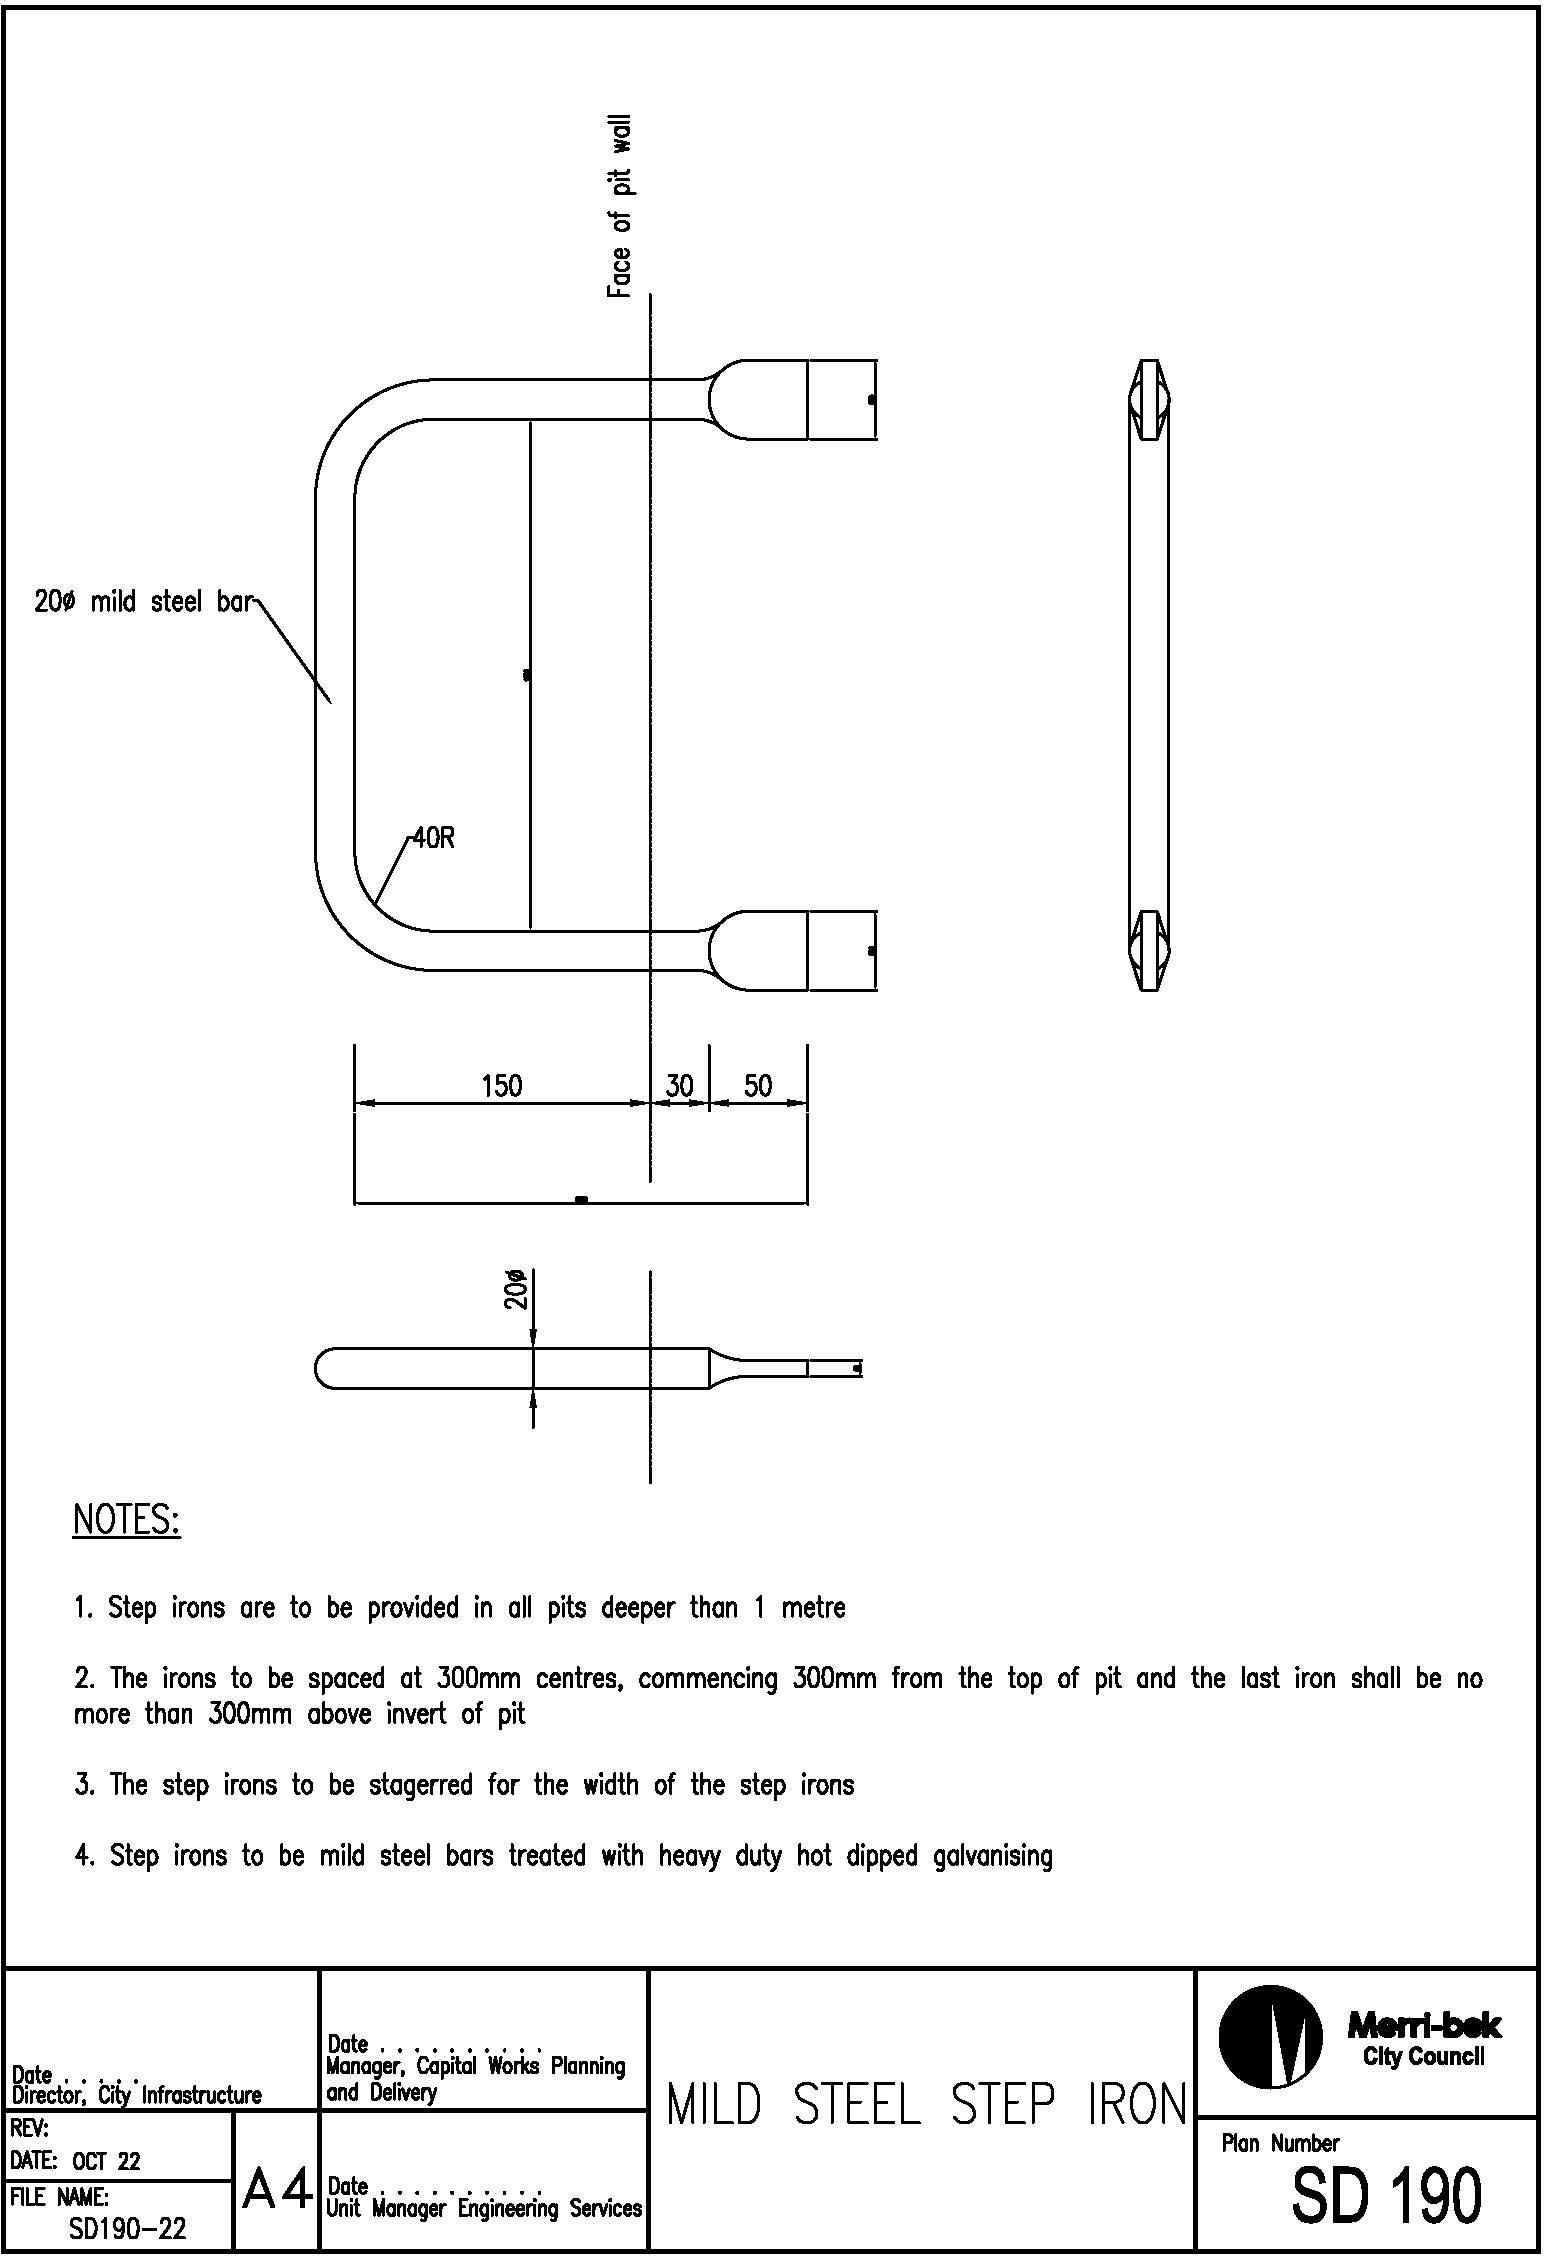 Face of pit wall
20ø mild steel bar
40R
150
30
50
20ø
NOTES:
1. Step irons are to be provided in all pits deeper than 1 metre
2. The irons to be spaced at 300mm centres, commencing 300mm from the top of pit and the last iron shall be no
more than 300mm above invert of pit
3. The step irons to be stagerred for the width of the step irons
4. Step irons to be mild steel bars treated with heavy duty hot dipped galvanising
Date . . . . .
Director, City Infrastructure
Date . . . . . . . . . .
Manager, Capital Works Planning
and Delivery
REV:
DATE: OCT 22
FILE NAME:
SD190-22
A4
Date . . . . . . . . . .
Unit Manager Engineering Services
MILD STEEL STEP IRON
Merri-bek
City Council
Plan Number
SD 190